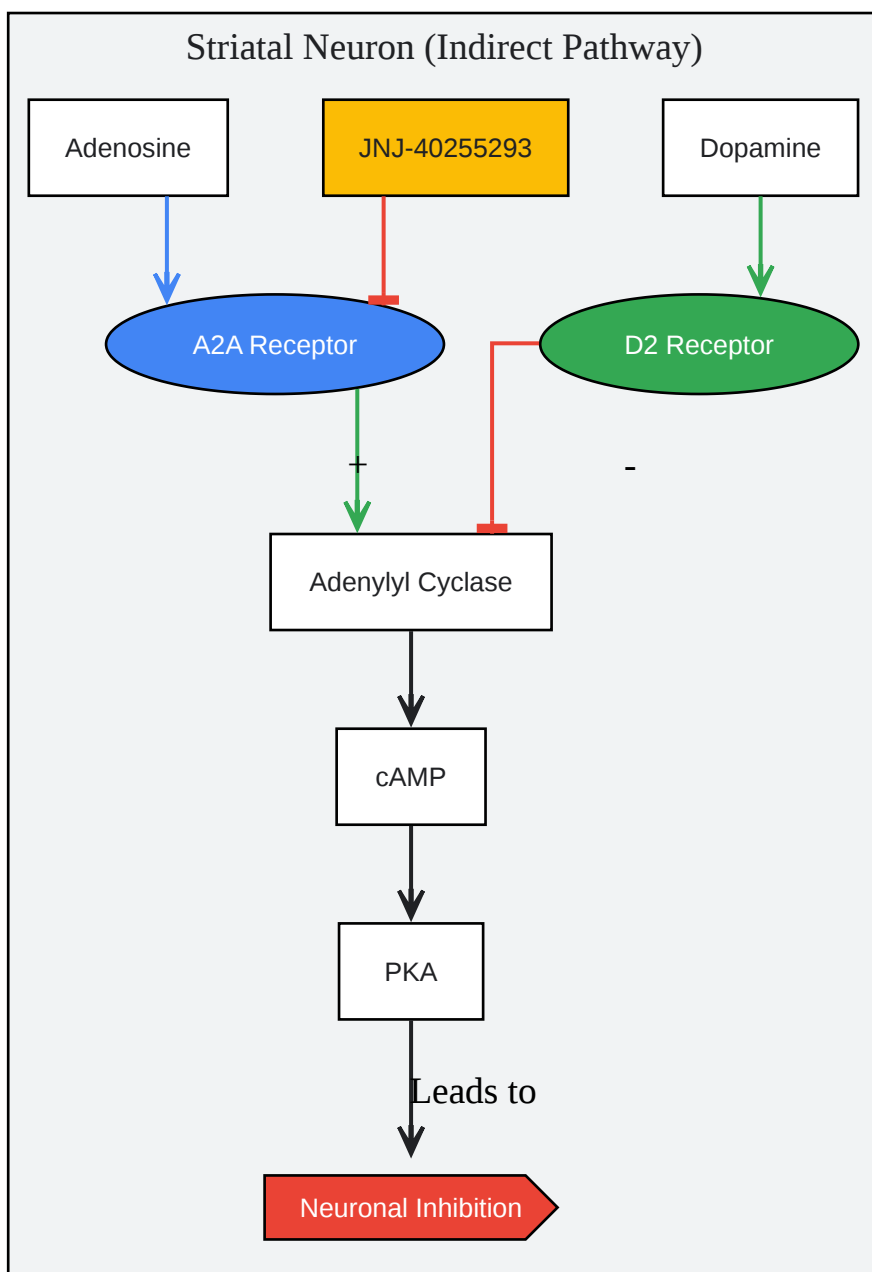 Striatal Neuron (Indirect Pathway)
Adenosine
JNJ-40255293
Dopamine
A2A Receptor
D2 Receptor
+
-
Adenylyl Cyclase
cAMP
PKA
Leads to
Neuronal Inhibition